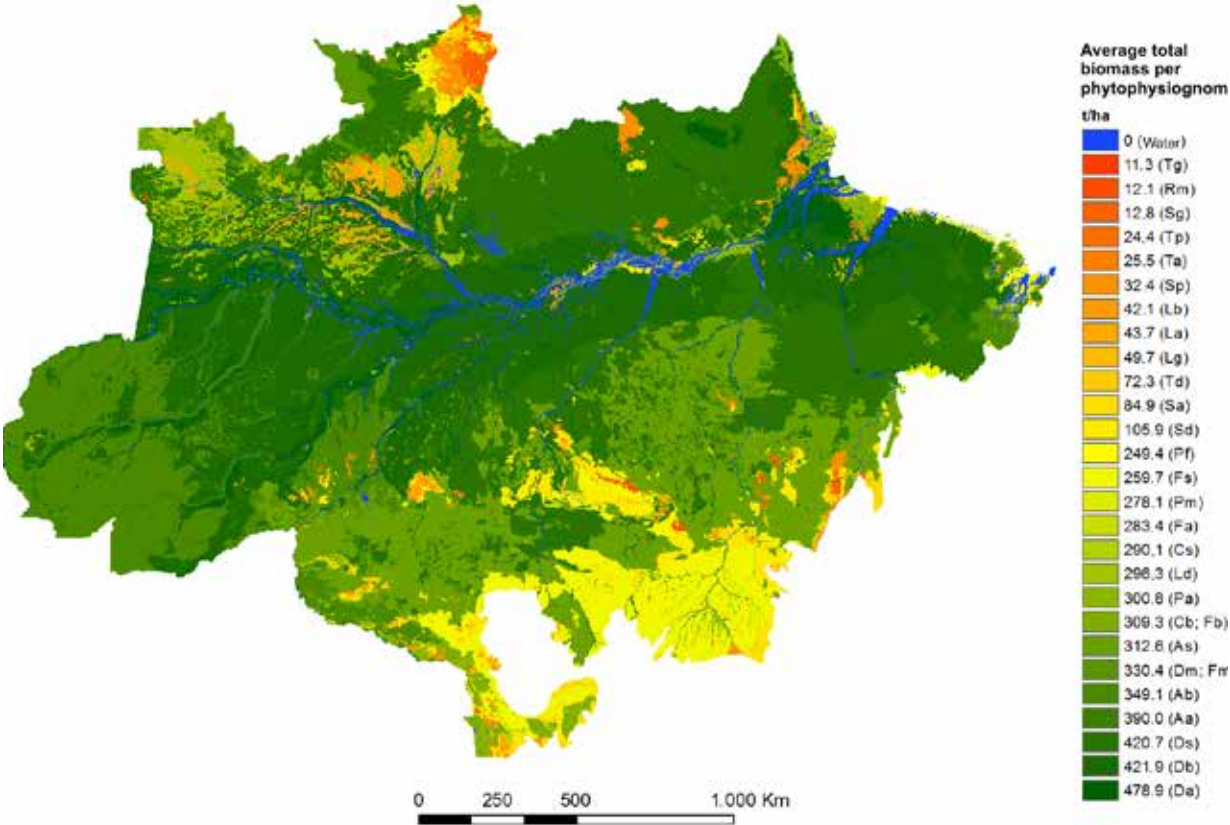 Average total
biomass per
phytophysiognom
t/ha
0 (Water)
11.3 (Tg)
12.1 (Rm)
12.8 (Sg)
24.4 (Tp)
25.5 (Ta)
32.4 (Sp)
42.1 (Lb)
43.7 (La)
49.7 (Lg)
72.3 (Td)
84.9 (Sa)
105.9 (Sd)
249.4 (Pf)
259.7 (Fs)
278.1 (Pm)
283.4 (Fa)
290.1 (Cs)
296.3 (Ld)
300.8 (Pa)
309.3 (Cb; Fb)
312.6 (As)
330.4 (Dm; Fm
349.1 (Ab)
390.0 (Aa)
420.7 (Ds)
421.9 (Db)
478.9 (Da)
0 250 500 1.000 Km